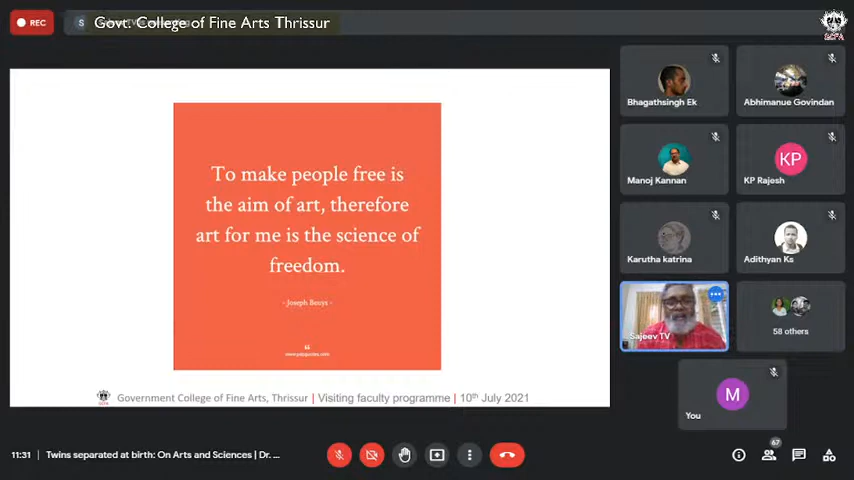 REC
S
Govt. College of Fine Arts Thrissur
GCFA
To make people free is
the aim of art, therefore
art for me is the science of
freedom.
- Joseph Beuys -
Government College of Fine Arts, Thrissur | Visiting faculty programme | 10th July 2021
Bhagathsingh Ek
Abhimanue Govindan
Manoj Kannan
KP
KP Rajesh
Karutha katrina
Adithyan Ks
Sajeev TV
58 others
M
You
11:31 | Twins separated at birth: On Arts and Sciences | Dr. ...
67